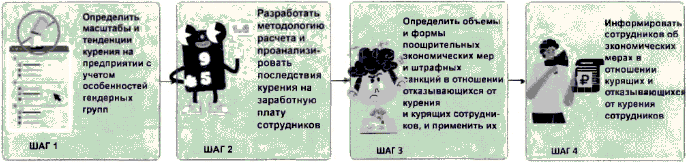 Определить
масштабы и
тенденции
курения на
предприятии с
учетом
особенностей
гендерных
групп
ШАГ 1
Разработать
методологию
расчета и
проанализи-
ровать
последствия
курения на
заработную
плату
сотрудников
ШАГ 2
9
5
Определить объемы
и формы
поощрительных
экономических мер
и штрафных
санкций в отношении
отказывающихся от
курения
и курящих сотрудни-
ков, и применить их
ШАГ 3
Информировать
сотрудников об
экономических
мерах в
отношении
курящих и
отказывающихся
от курения
сотрудников
₽
ШАГ 4